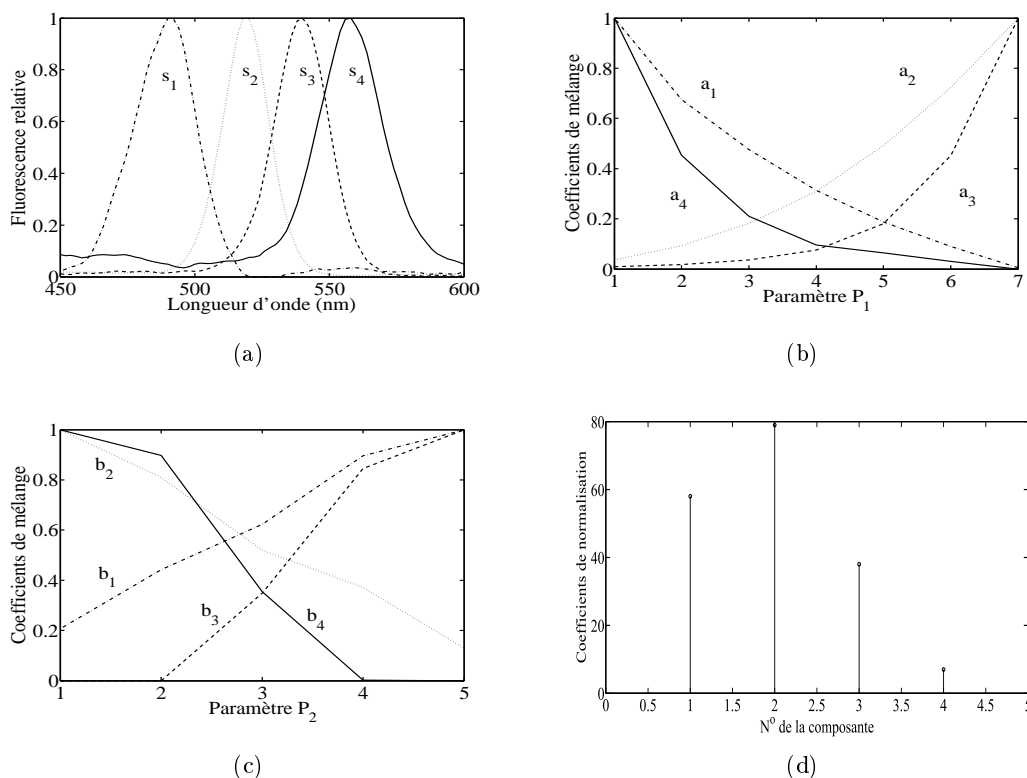 Fluorescence relative
1
0.8
0.6
0.4
0.2
0
s1
s2
s3
s4
450
500
550
600
Longueur d'onde (nm)
(a)
Coefficients de mélange
1
0.8
0.6
0.4
0.2
0
a1
a2
a3
a4
1
2
3
4
5
6
7
Paramètre P1
(b)
Coefficients de mélange
1
0.8
0.6
0.4
0.2
0
b2
b1
b3
b4
1
2
3
4
5
Paramètre P2
(c)
Coefficients de normalisation
80
60
40
20
0
0
0.5
1
1.5
2
2.5
3
3.5
4
4.5
5
N° de la composante
(d)